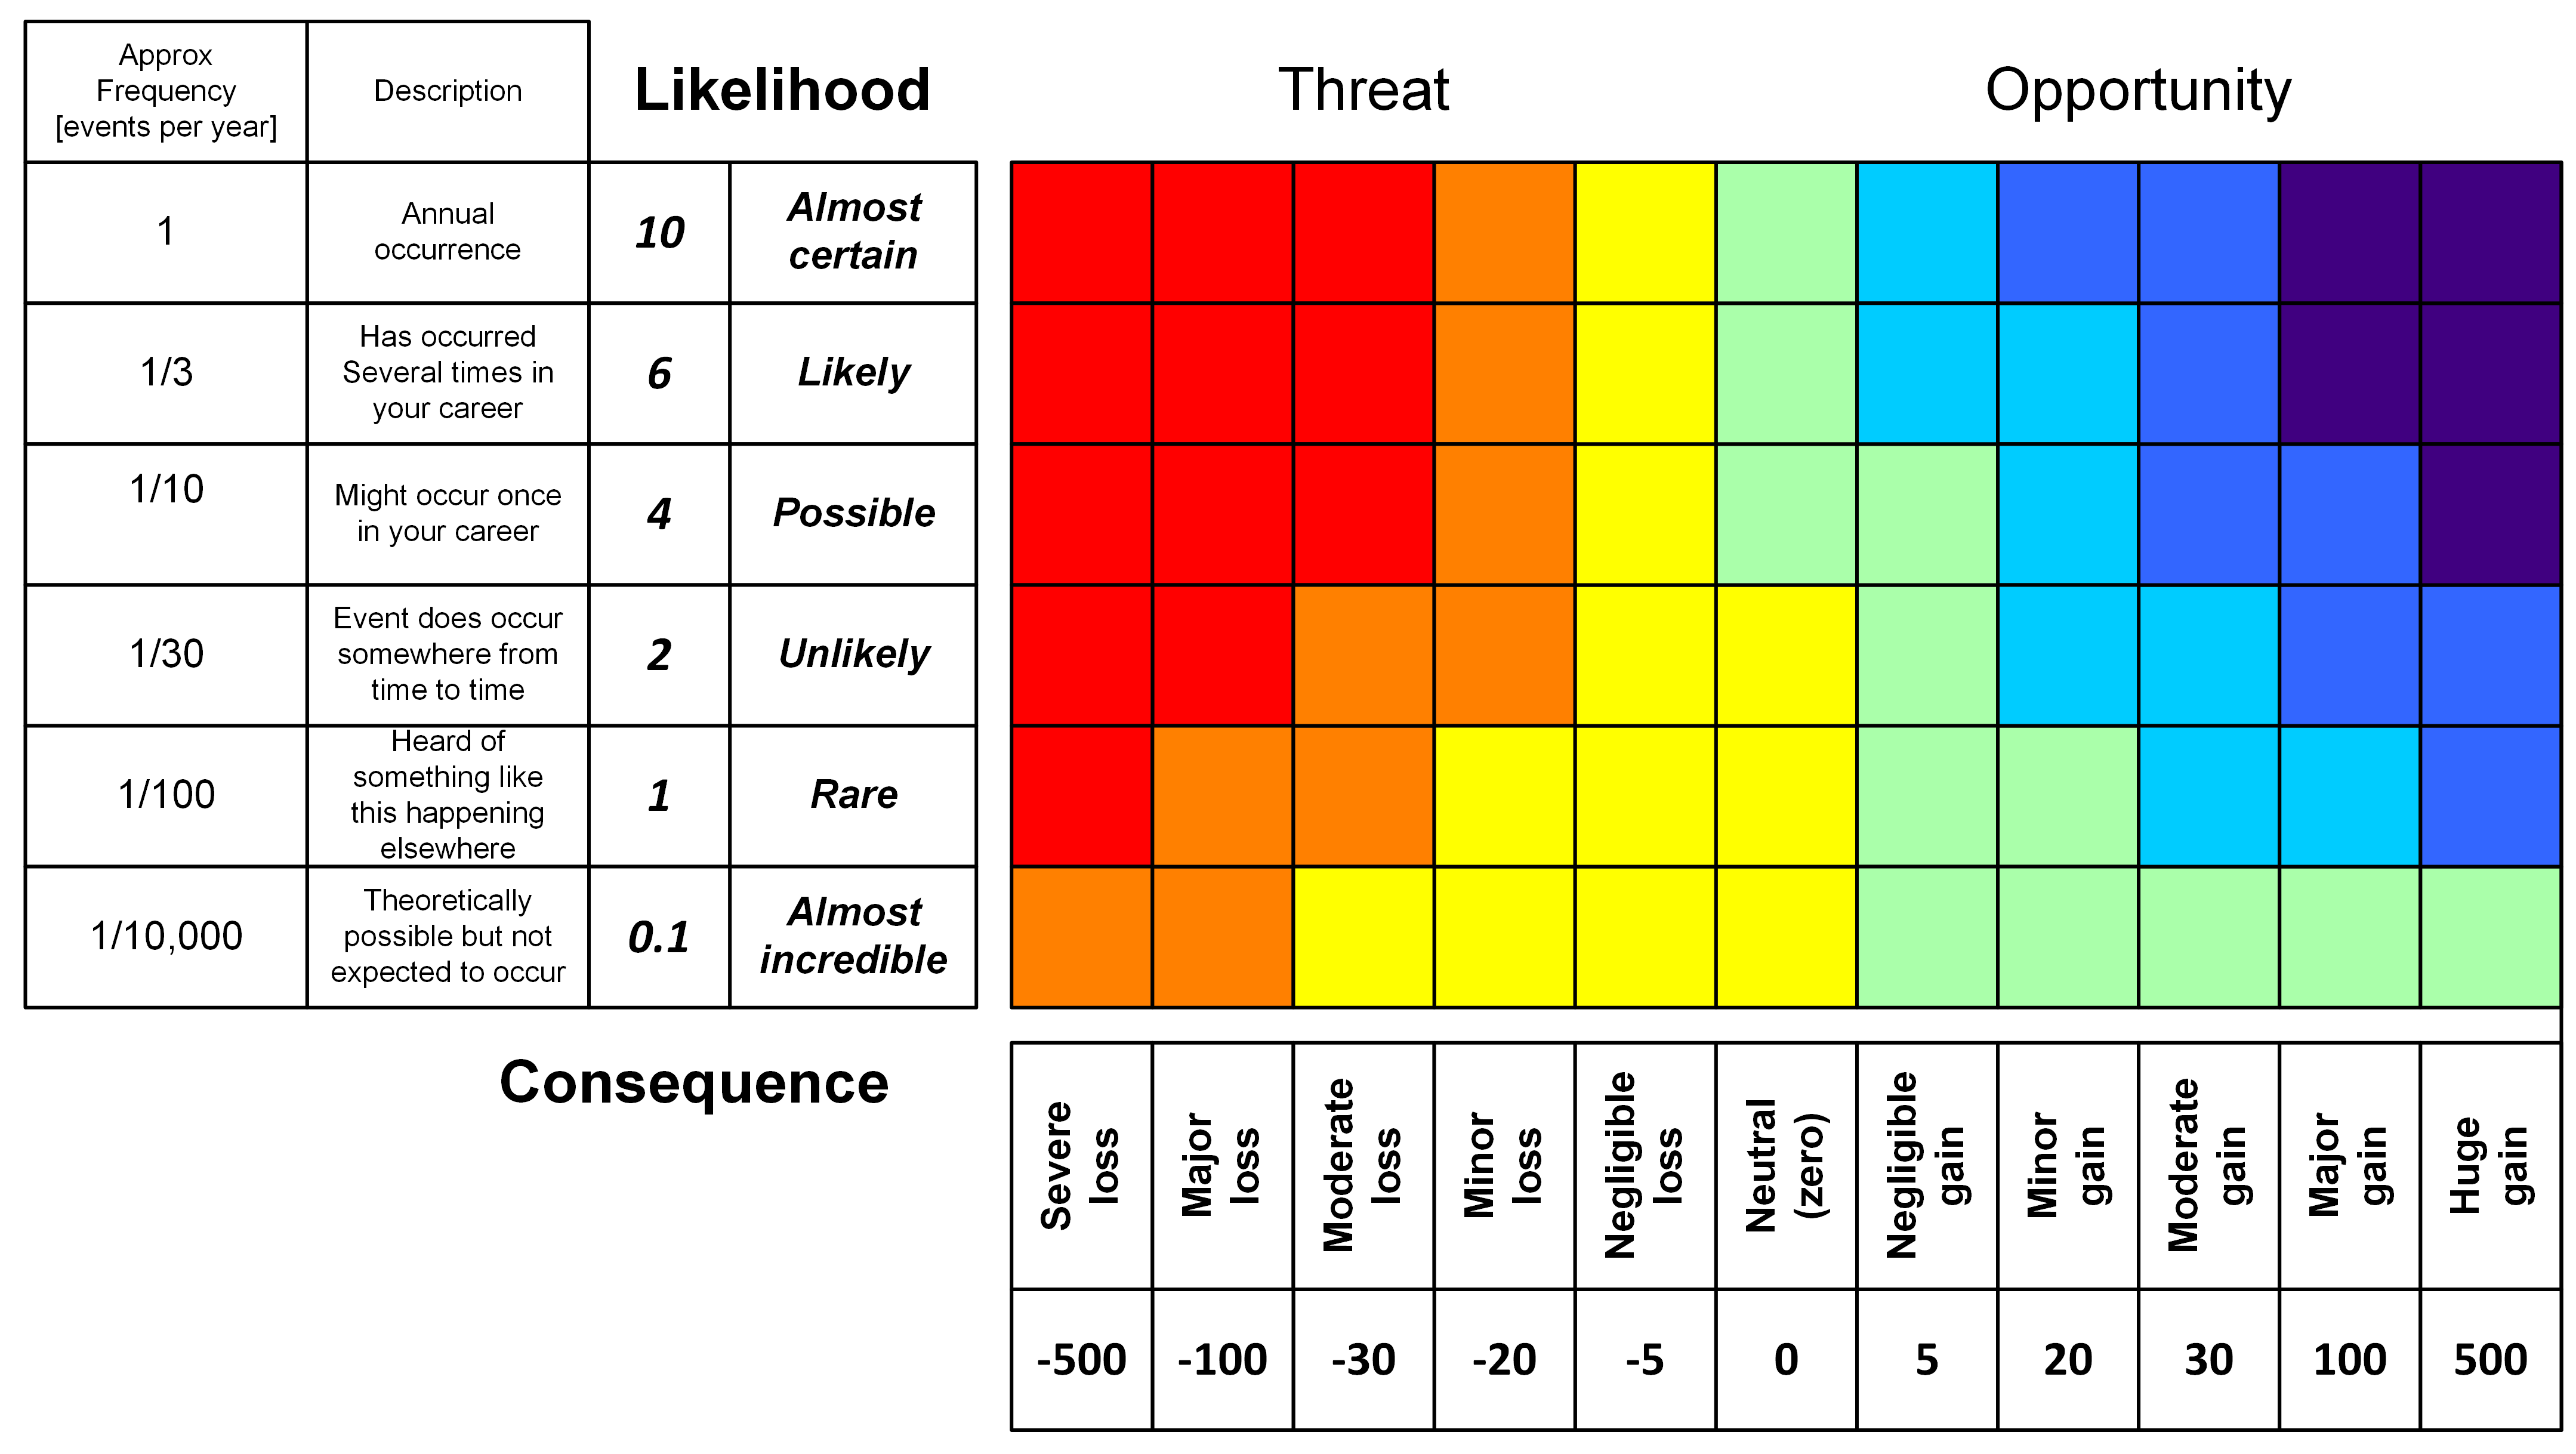 Approx
Frequency
[events per year]
Description
Likelihood
Threat
Opportunity
1
Annual
occurrence
10
Almost
certain
1/3
Has occurred
Several times in
your career
6
Likely
1/10
Might occur once
in your career
4
Possible
1/30
Event does occur
somewhere from
time to time
2
Unlikely
1/100
Heard of
something like
this happening
elsewhere
1
Rare
1/10,000
Theoretically
possible but not
expected to occur
0.1
Almost
incredible
Consequence
Severe
loss
Major
loss
Moderate
loss
Minor
loss
Negligible
loss
Neutral
(zero)
Negligible
gain
Minor
gain
Moderate
gain
Major
gain
Huge
gain
-500
-100
-30
-20
-5
0
5
20
30
100
500